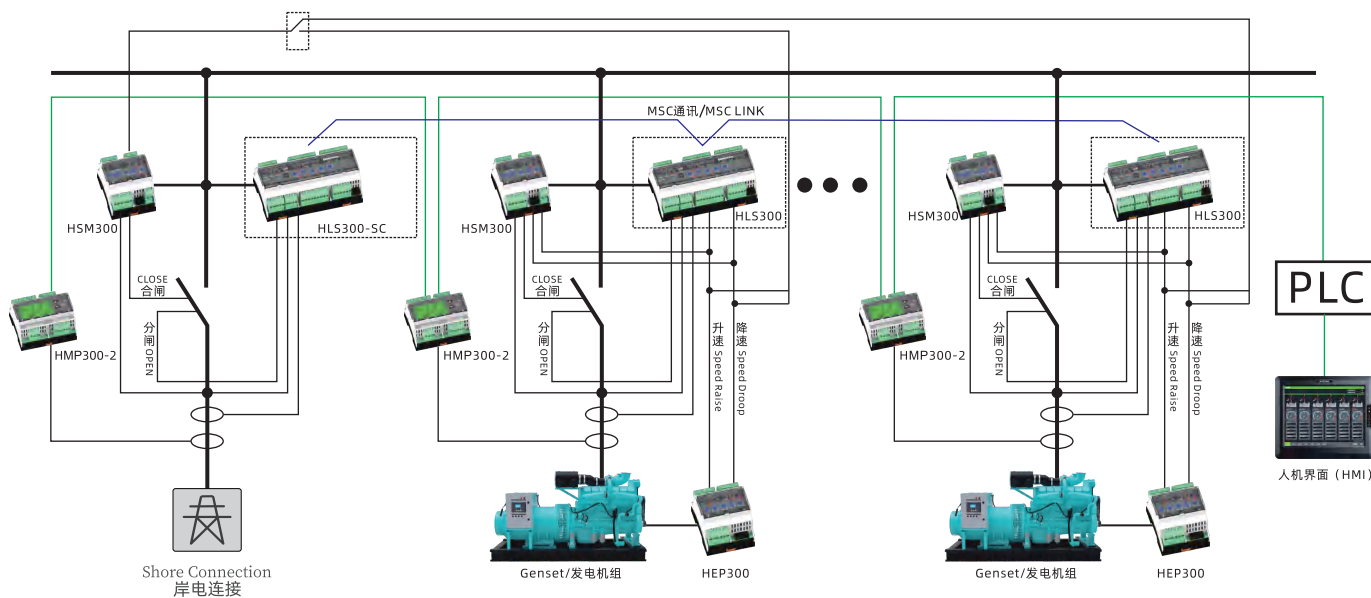 MSC通讯/MSC LINK
HSM300
HLS300-SC
HSM300
HLS300
HSM300
HLS300
CLOSE
合闸
CLOSE
合闸
CLOSE
合闸
PLC
分闸 OPEN
HMP300-2
分闸 OPEN
HMP300-2
升速 Speed Raise
降速 Speed Droop
分闸 OPEN
HMP300-2
升速 Speed Raise
降速 Speed Droop
人机界面 (HMI)
Shore Connection
岸电连接
Genset/发电机组
HEP300
Genset/发电机组
HEP300